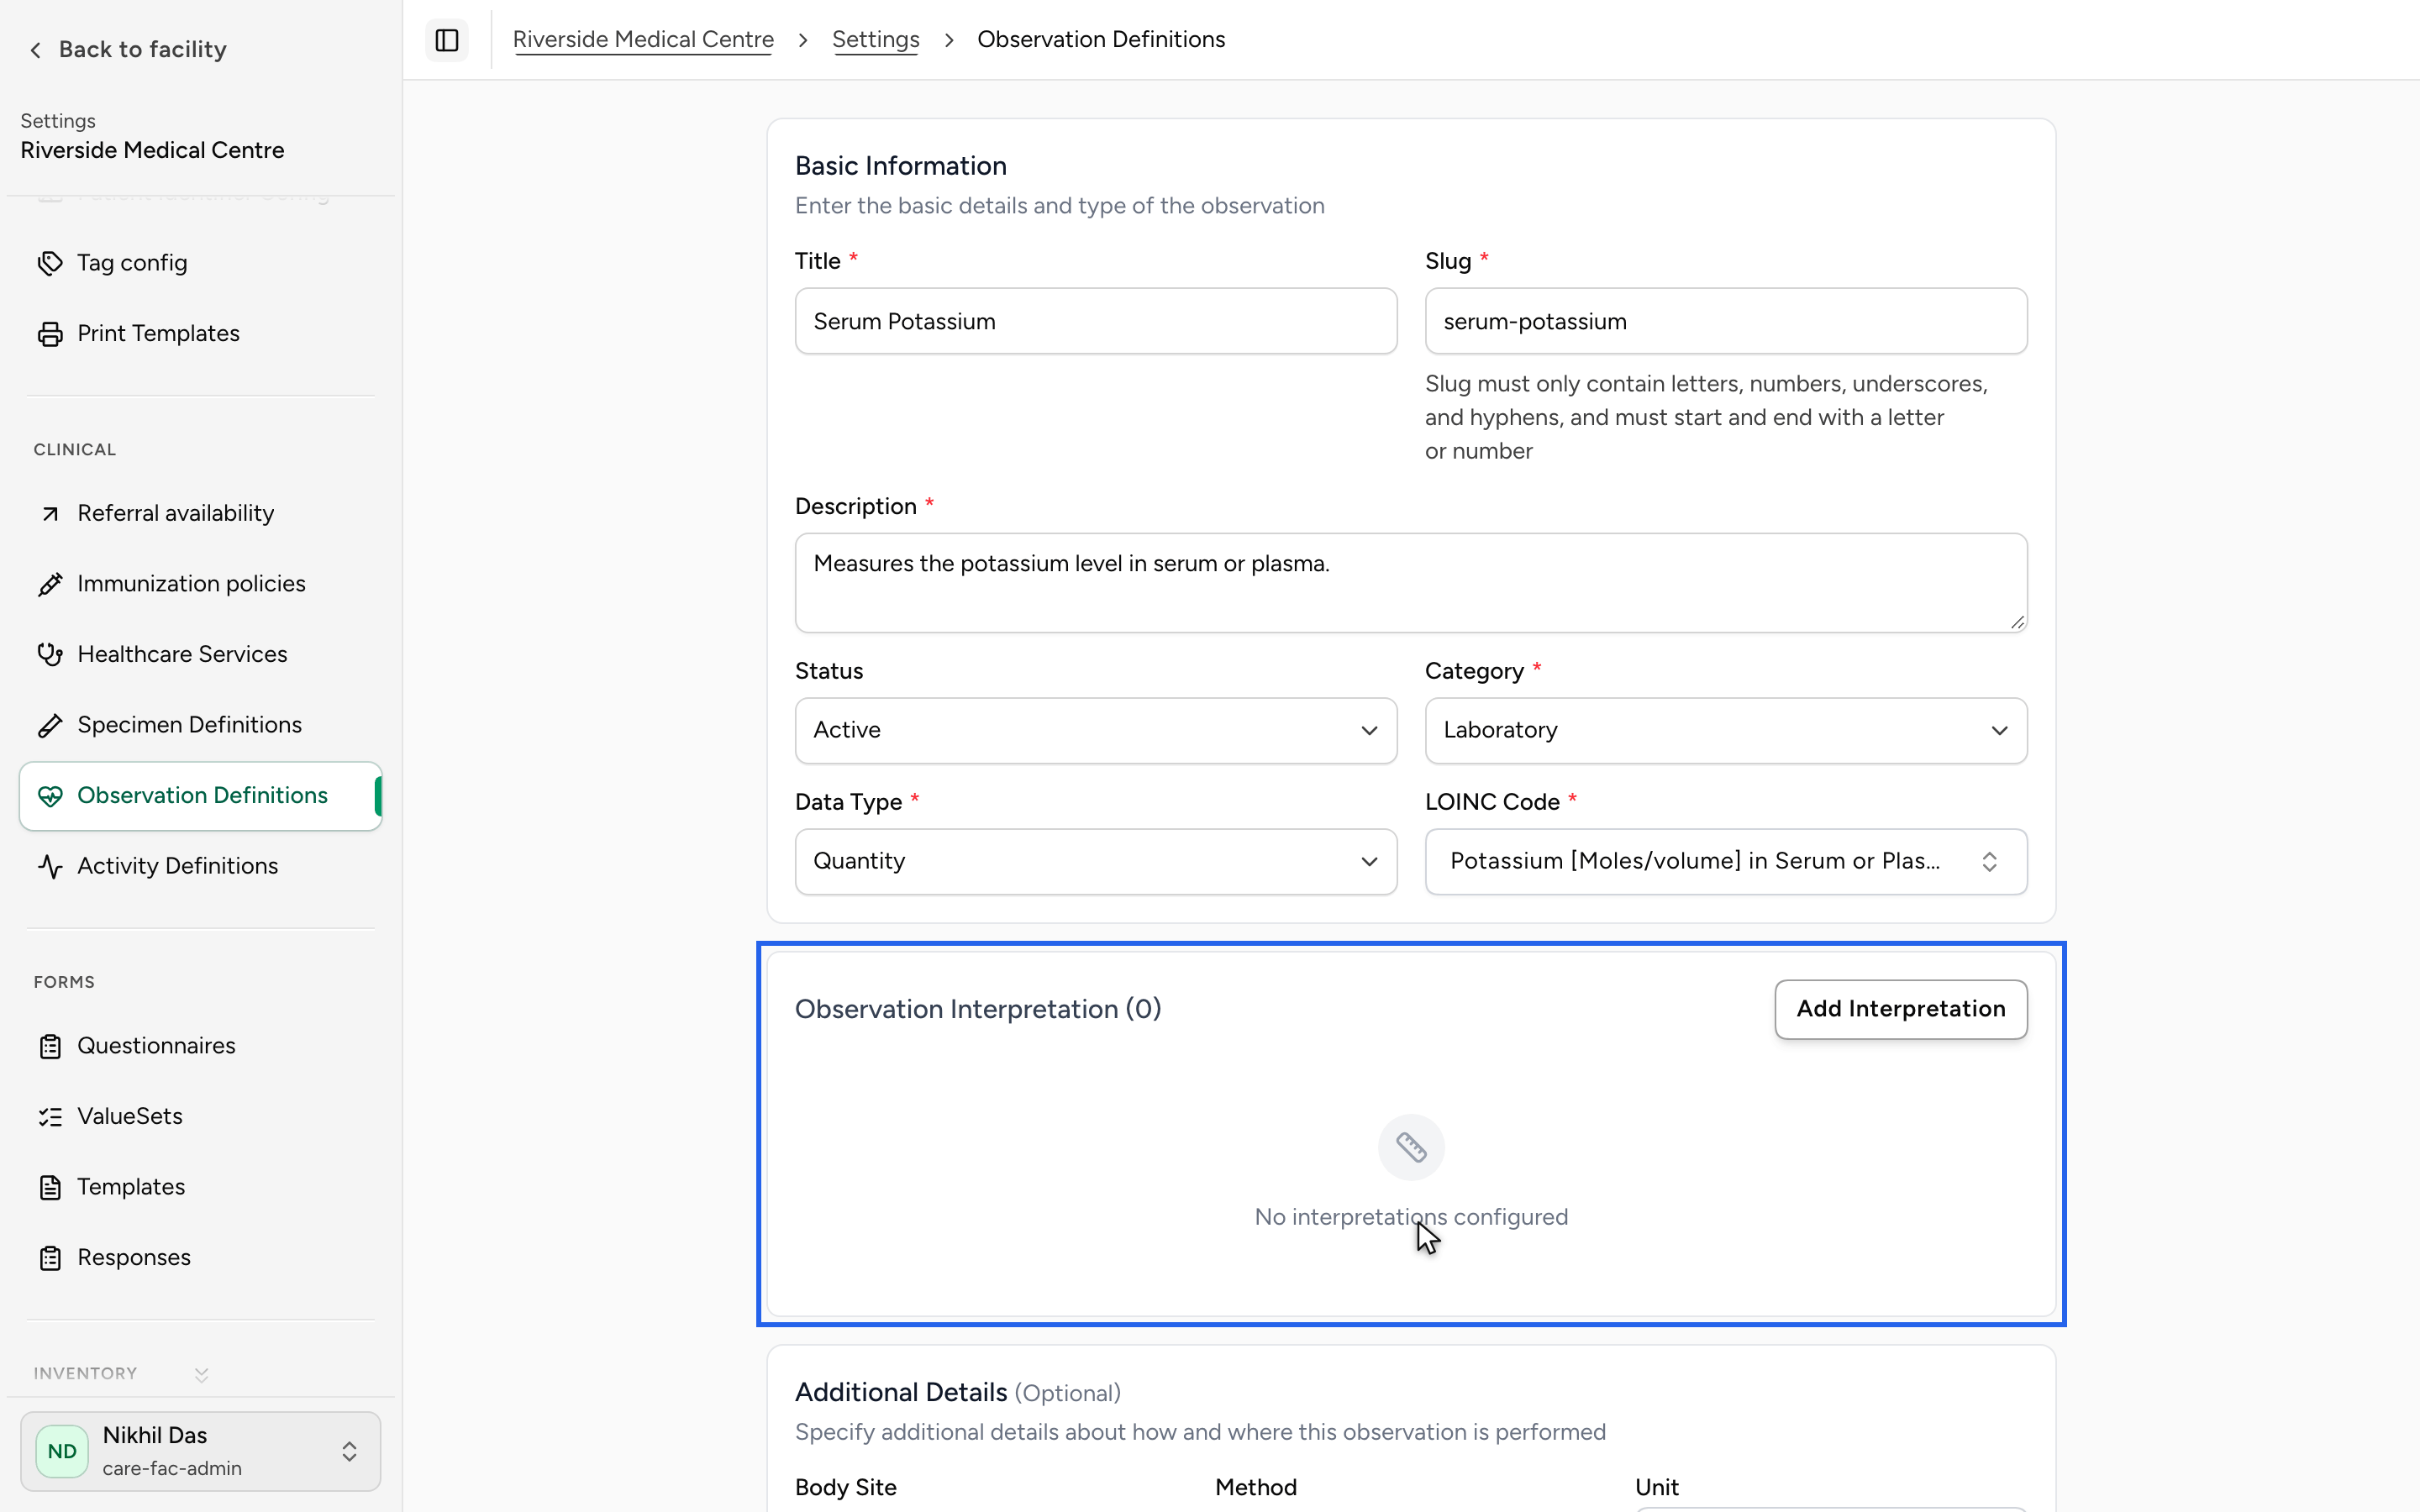 Back to facility
Settings
Riverside Medical Centre
Tag config
Print Templates
CLINICAL
Referral availability
Immunization policies
Healthcare Services
Specimen Definitions
Observation Definitions
Activity Definitions
FORMS
Questionnaires
ValueSets
Templates
Responses
INVENTORY
ND
Nikhil Das
care-fac-admin
Riverside Medical Centre > Settings > Observation Definitions
Basic Information
Enter the basic details and type of the observation
Title *
Slug *
Serum Potassium
serum-potassium
Slug must only contain letters, numbers, underscores,
and hyphens, and must start and end with a letter
or number
Description *
Measures the potassium level in serum or plasma.
Status
Category *
Active
Laboratory
Data Type *
LOINC Code *
Quantity
Potassium [Moles/volume] in Serum or Plas...
Observation Interpretation (0)
Add Interpretation
No interpretations configured
Additional Details (Optional)
Specify additional details about how and where this observation is performed
Body Site
Method
Unit